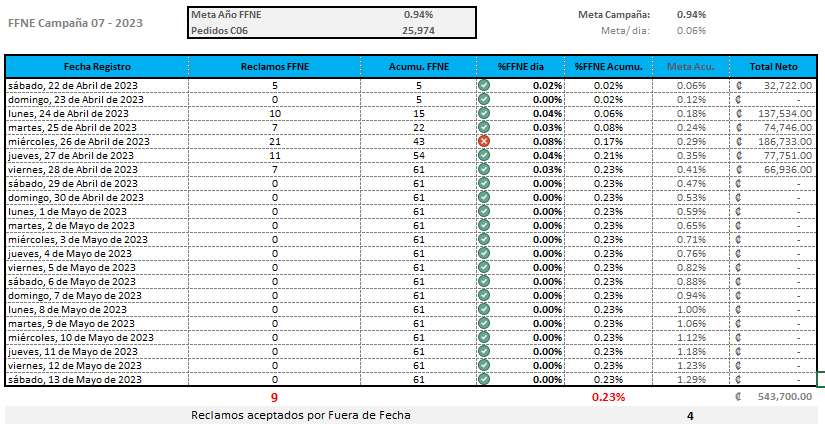 FFNE Campaña 07 - 2023
Meta Año FFNE 0.94% Meta Campaña: 0.94%
Pedidos C06 25,974 Meta/ dia: 0.06%
Fecha Registro Reclamos FFNE Acumu. FFNE %FFNE dia %FFNE Acumu. Meta Acu. Total Neto
sábado, 22 de Abril de 2023 5 5 0.02% 0.02% 0.06% ₡ 32,722.00
domingo, 23 de Abril de 2023 0 5 0.00% 0.02% 0.12% ₡ -
lunes, 24 de Abril de 2023 10 15 0.04% 0.06% 0.18% ₡ 137,534.00
martes, 25 de Abril de 2023 7 22 0.03% 0.08% 0.24% ₡ 74,746.00
miércoles, 26 de Abril de 2023 21 43 0.08% 0.17% 0.29% ₡ 186,733.00
jueves, 27 de Abril de 2023 11 54 0.04% 0.21% 0.35% ₡ 77,751.00
viernes, 28 de Abril de 2023 7 61 0.03% 0.23% 0.41% ₡ 66,936.00
sábado, 29 de Abril de 2023 0 61 0.00% 0.23% 0.47% ₡ -
domingo, 30 de Abril de 2023 0 61 0.00% 0.23% 0.53% ₡ -
lunes, 1 de Mayo de 2023 0 61 0.00% 0.23% 0.59% ₡ -
martes, 2 de Mayo de 2023 0 61 0.00% 0.23% 0.65% ₡ -
miércoles, 3 de Mayo de 2023 0 61 0.00% 0.23% 0.71% ₡ -
jueves, 4 de Mayo de 2023 0 61 0.00% 0.23% 0.76% ₡ -
viernes, 5 de Mayo de 2023 0 61 0.00% 0.23% 0.82% ₡ -
sábado, 6 de Mayo de 2023 0 61 0.00% 0.23% 0.88% ₡ -
domingo, 7 de Mayo de 2023 0 61 0.00% 0.23% 0.94% ₡ -
lunes, 8 de Mayo de 2023 0 61 0.00% 0.23% 1.00% ₡ -
martes, 9 de Mayo de 2023 0 61 0.00% 0.23% 1.06% ₡ -
miércoles, 10 de Mayo de 2023 0 61 0.00% 0.23% 1.12% ₡ -
jueves, 11 de Mayo de 2023 0 61 0.00% 0.23% 1.18% ₡ -
viernes, 12 de Mayo de 2023 0 61 0.00% 0.23% 1.23% ₡ -
sábado, 13 de Mayo de 2023 0 61 0.00% 0.23% 1.29% ₡ -
9 0.23% ₡ 543,700.00
Reclamos aceptados por Fuera de Fecha 4